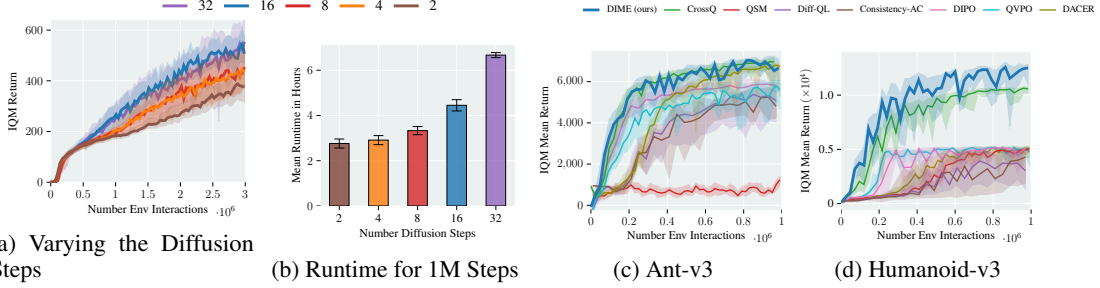 32 16 8 4 2
DIME (ours) CrossQ QSM Diff-QL Consistency-AC DIPO QVPO DACER
IQM Return
600
400
200
0
0 0.5 1 1.5 2 2.5 3
Number Env Interactions ·10⁶
Mean Runtime in Hours
6
4
2
0
2 4 8 16 32
Number Diffusion Steps
IQM Mean Return
6,000
4,000
2,000
0
0 0.2 0.4 0.6 0.8 1
Number Env Interactions ·10⁶
IQM Mean Return (×10⁴)
1.0
0.5
0
0 0.2 0.4 0.6 0.8 1
Number Env Interactions ·10⁶
a) Varying the Diffusion
Steps
(b) Runtime for 1M Steps
(c) Ant-v3
(d) Humanoid-v3